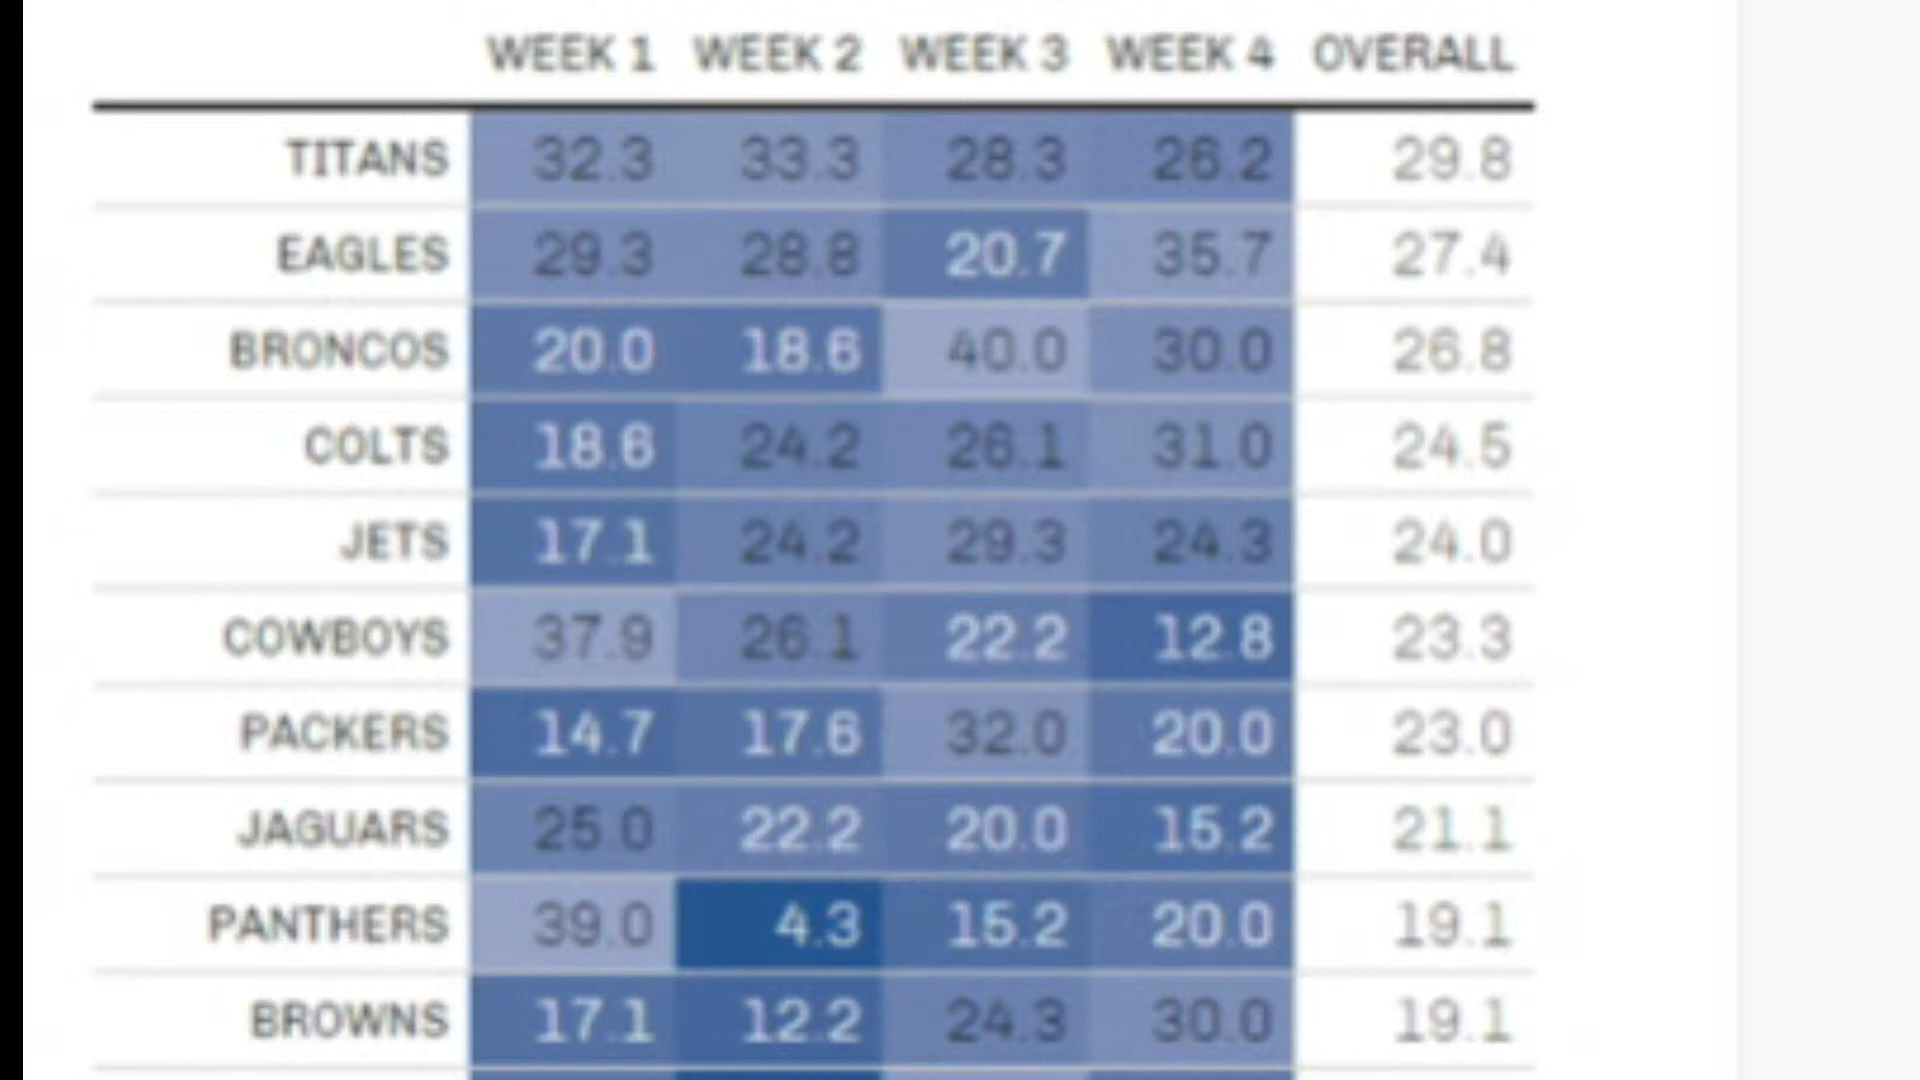 WEEK 1 WEEK 2 WEEK 3 WEEK 4 OVERALL
TITANS 32.3 33.3 28.3 26.2 29.8
EAGLES 29.3 28.8 20.7 35.7 27.4
BRONCOS 20.0 18.6 40.0 30.0 26.8
COLTS 18.6 24.2 26.1 31.0 24.5
JETS 17.1 24.2 29.3 24.3 24.0
COWBOYS 37.9 26.1 22.2 12.8 23.3
PACKERS 14.7 17.6 32.0 20.0 23.0
JAGUARS 25.0 22.2 20.0 15.2 21.1
PANTHERS 39.0 4.3 15.2 20.0 19.1
BROWNS 17.1 12.2 24.3 30.0 19.1